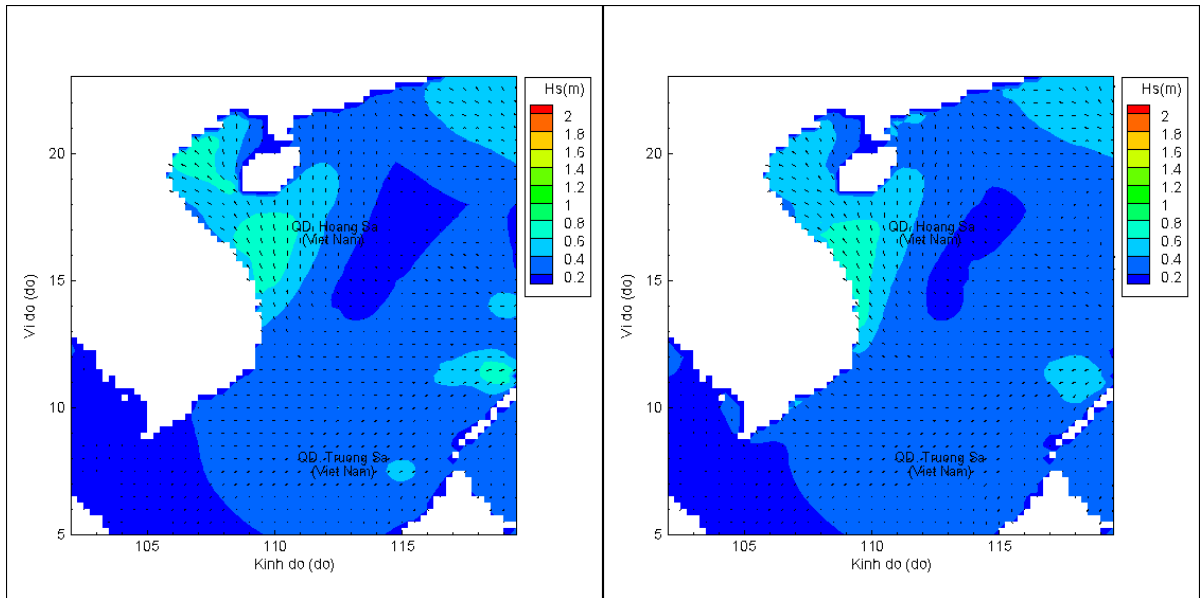 Hs(m)
2
1.8
1.6
1.4
1.2
1
0.8
0.6
0.4
0.2
20
15
10
5
Vi do (do)
QD. Hoang Sa
(Viet Nam)
QD. Truong Sa
(Viet Nam)
105
110
115
Kinh do (do)
Hs(m)
2
1.8
1.6
1.4
1.2
1
0.8
0.6
0.4
0.2
20
15
10
5
Vi do (do)
QD. Hoang Sa
(Viet Nam)
QD. Truong Sa
(Viet Nam)
105
110
115
Kinh do (do)